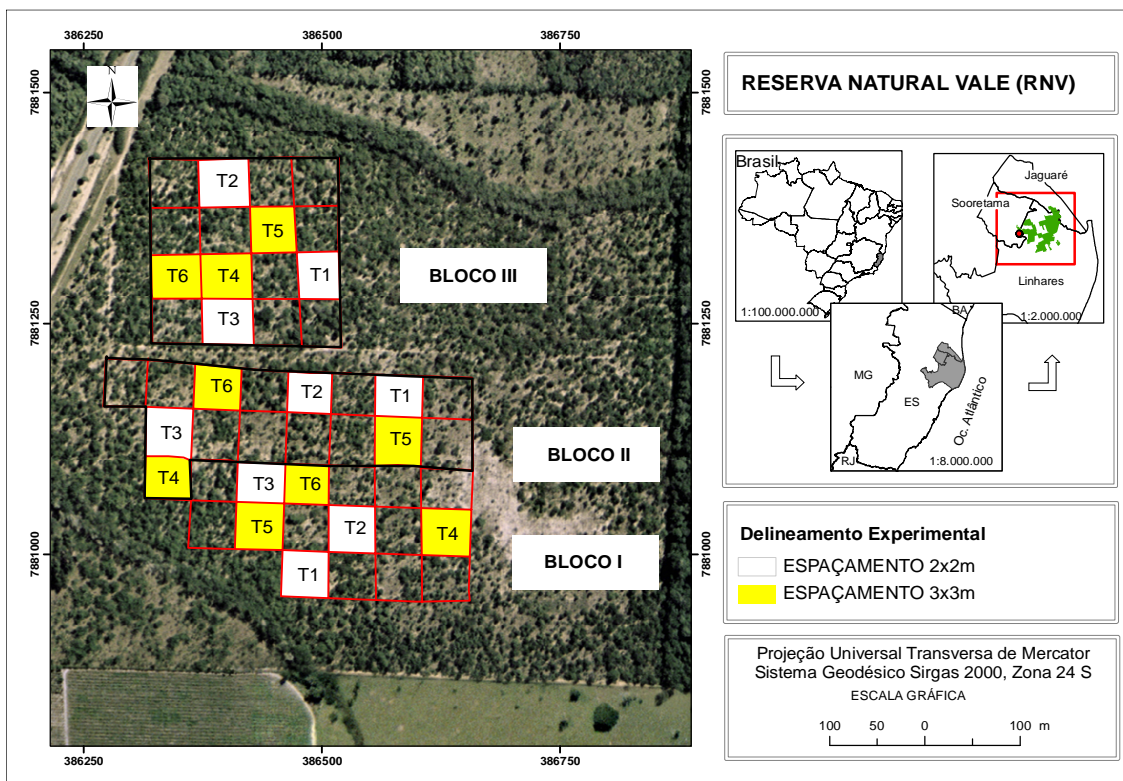 386250
386500
386750
7881500
7881250
7881000
N
T2
T5
T6
T4
T1
T3
BLOCO III
T6
T2
T1
T3
T5
T4
BLOCO II
T3
T6
T5
T2
T4
T1
BLOCO I
386250
386500
386750
RESERVA NATURAL VALE (RNV)
Brasil
1:100.000.000
Jaguaré
Sooretama
Linhares
1:2.000.000
BA
MG
ES
RJ
Oc. Atlântico
1:8.000.000
Delineamento Experimental
ESPAÇAMENTO 2x2m
ESPAÇAMENTO 3x3m
Projeção Universal Transversa de Mercator
Sistema Geodésico Sirgas 2000, Zona 24 S
ESCALA GRÁFICA
100 50 0 100 m